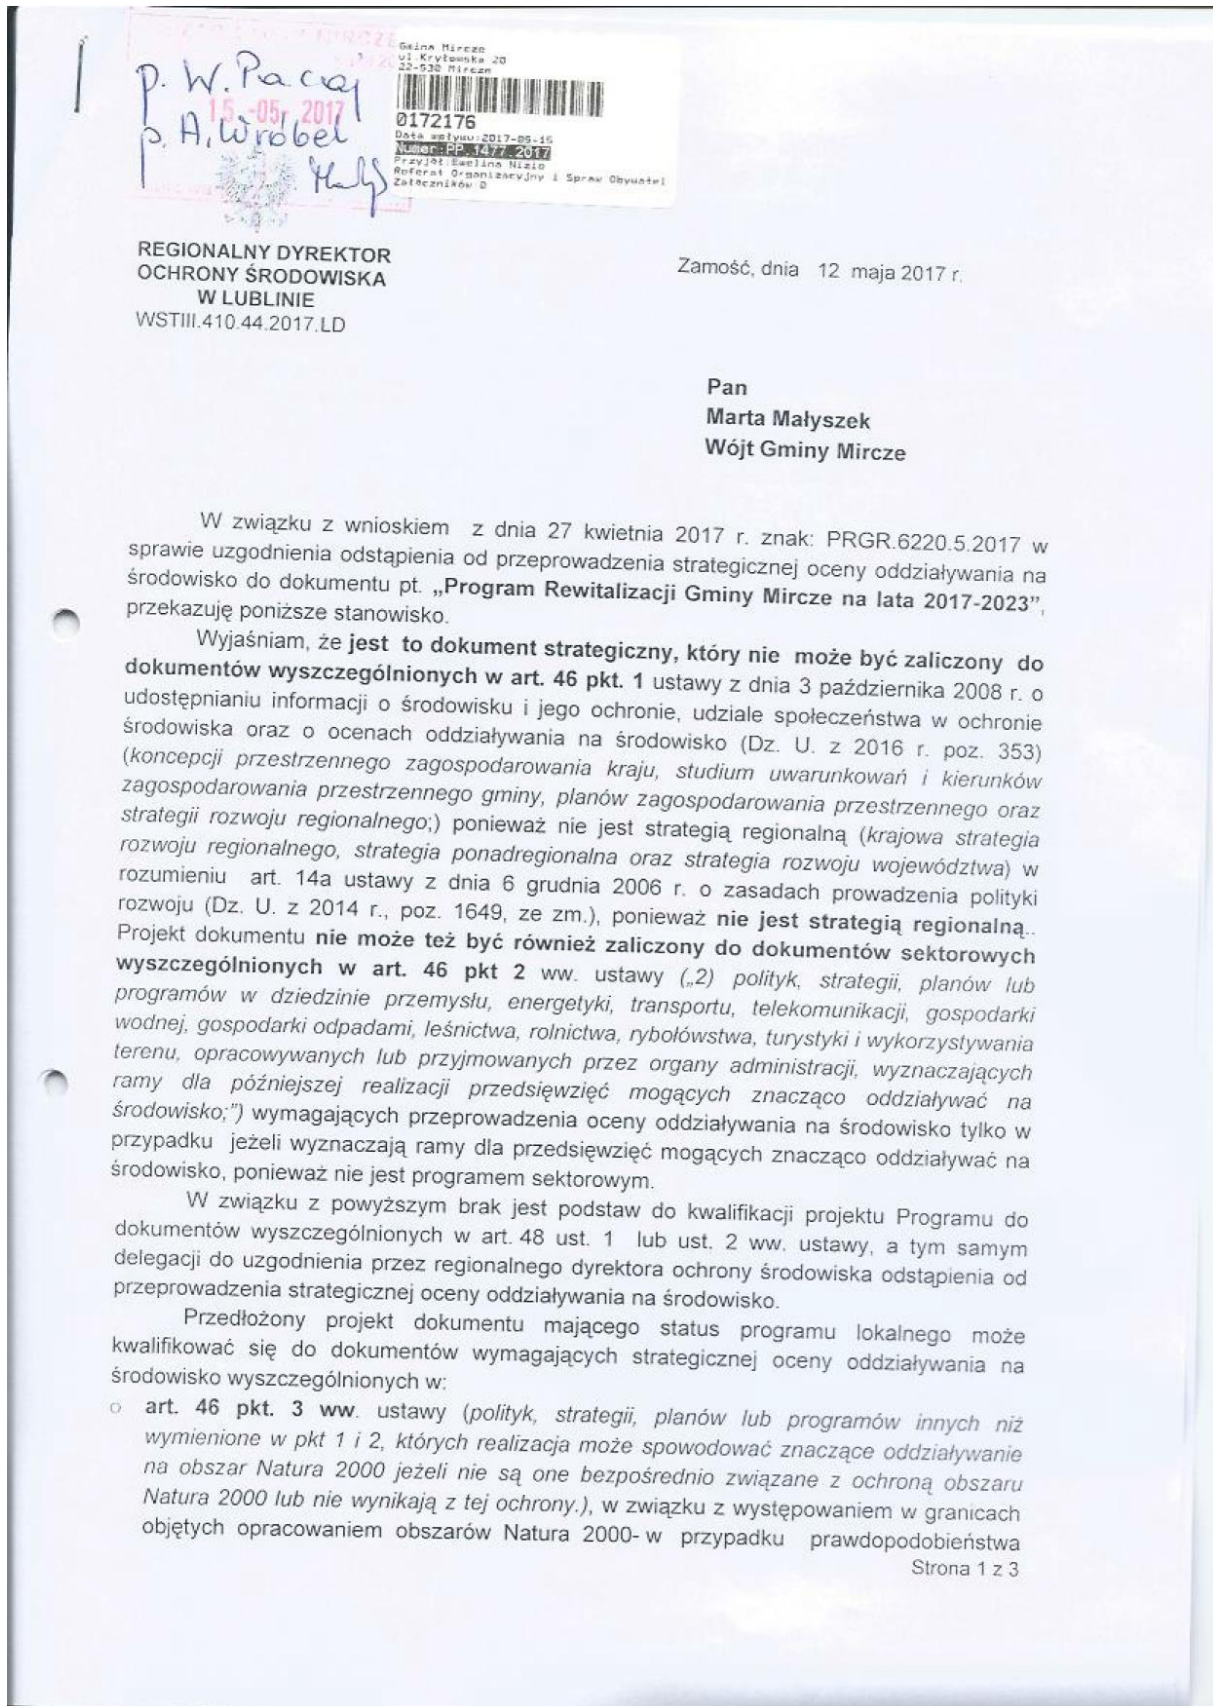 Gmina Mircze
ul.Kryłowska 20
22-530 Mircze
p. W. Pacaj
15 -05- 2017
p. A. Wróbel
0172176
Data wpływu:2017-05-15
Numer:PP.1477.2017
Przyjął:Ewelina Nizio
Referat Organizacyjny i Spraw Obywatel
Załączników 0
REGIONALNY DYREKTOR
OCHRONY ŚRODOWISKA
W LUBLINIE
WSTIII.410.44.2017.LD
Zamość, dnia 12 maja 2017 r.
Pan
Marta Małyszek
Wójt Gminy Mircze
W związku z wnioskiem z dnia 27 kwietnia 2017 r. znak: PRGR.6220.5.2017 w
sprawie uzgodnienia odstąpienia od przeprowadzenia strategicznej oceny oddziaływania na
środowisko do dokumentu pt. „Program Rewitalizacji Gminy Mircze na lata 2017-2023”,
przekazuję poniższe stanowisko.
Wyjaśniam, że jest to dokument strategiczny, który nie może być zaliczony do
dokumentów wyszczególnionych w art. 46 pkt. 1 ustawy z dnia 3 października 2008 r. o
udostępnianiu informacji o środowisku i jego ochronie, udziale społeczeństwa w ochronie
środowiska oraz o ocenach oddziaływania na środowisko (Dz. U. z 2016 r. poz. 353)
(koncepcji przestrzennego zagospodarowania kraju, studium uwarunkowań i kierunków
zagospodarowania przestrzennego gminy, planów zagospodarowania przestrzennego oraz
strategii rozwoju regionalnego;) ponieważ nie jest strategią regionalną (krajowa strategia
rozwoju regionalnego, strategia ponadregionalna oraz strategia rozwoju województwa) w
rozumieniu art. 14a ustawy z dnia 6 grudnia 2006 r. o zasadach prowadzenia polityki
rozwoju (Dz. U. z 2014 r., poz. 1649, ze zm.), ponieważ nie jest strategią regionalną..
Projekt dokumentu nie może też być również zaliczony do dokumentów sektorowych
wyszczególnionych w art. 46 pkt 2 ww. ustawy („2) polityk, strategii, planów lub
programów w dziedzinie przemysłu, energetyki, transportu, telekomunikacji, gospodarki
wodnej, gospodarki odpadami, leśnictwa, rolnictwa, rybołówstwa, turystyki i wykorzystywania
terenu, opracowywanych lub przyjmowanych przez organy administracji, wyznaczających
ramy dla późniejszej realizacji przedsięwzięć mogących znacząco oddziaływać na
środowisko;”) wymagających przeprowadzenia oceny oddziaływania na środowisko tylko w
przypadku jeżeli wyznaczają ramy dla przedsięwzięć mogących znacząco oddziaływać na
środowisko, ponieważ nie jest programem sektorowym.
W związku z powyższym brak jest podstaw do kwalifikacji projektu Programu do
dokumentów wyszczególnionych w art. 48 ust. 1 lub ust. 2 ww. ustawy, a tym samym
delegacji do uzgodnienia przez regionalnego dyrektora ochrony środowiska odstąpienia od
przeprowadzenia strategicznej oceny oddziaływania na środowisko.
Przedłożony projekt dokumentu mającego status programu lokalnego może
kwalifikować się do dokumentów wymagających strategicznej oceny oddziaływania na
środowisko wyszczególnionych w:
o art. 46 pkt. 3 ww. ustawy (polityk, strategii, planów lub programów innych niż
wymienione w pkt 1 i 2, których realizacja może spowodować znaczące oddziaływanie
na obszar Natura 2000 jeżeli nie są one bezpośrednio związane z ochroną obszaru
Natura 2000 lub nie wynikają z tej ochrony.), w związku z występowaniem w granicach
objętych opracowaniem obszarów Natura 2000- w przypadku prawdopodobieństwa
Strona 1 z 3